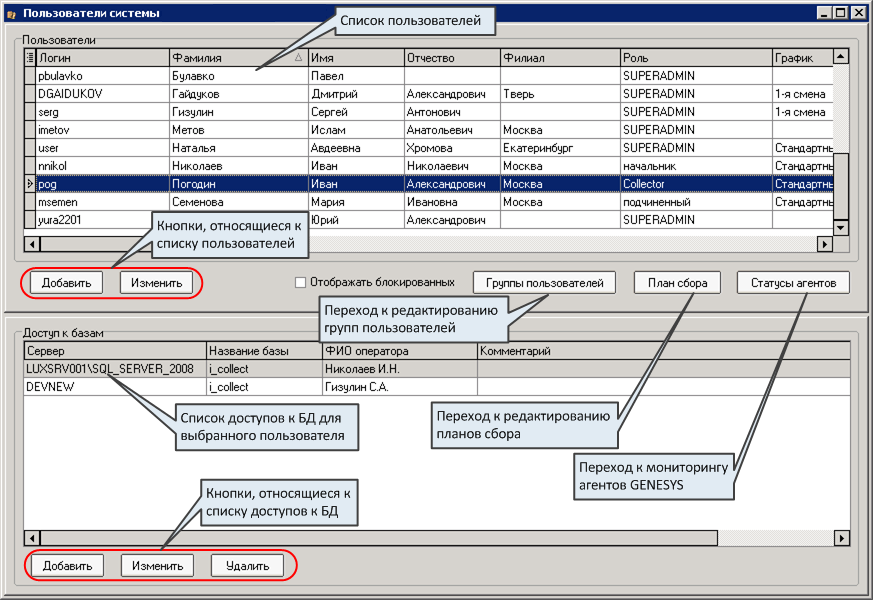 Пользователи системы
Список пользователей
Пользователи
Логин Фамилия Имя Отчество Филиал Роль График
pbulavko Булавко Павел SUPERADMIN
DGAIDUKOV Гайдуков Дмитрий Александрович Тверь SUPERADMIN 1-я смена
serg Гизулин Сергей Антонович SUPERADMIN 1-я смена
imetov Метов Ислам Анатольевич Москва SUPERADMIN
user Наталья Авдеевна Хромова Екатеринбург SUPERADMIN Стандартнь
nnikol Николаев Иван Николаевич Москва начальник Стандартнь
pog Погодин Иван Александрович Москва Collector Стандартнь
msemen Семенова Мария Ивановна Москва подчиненный Стандартнь
yura2201 Юрий Александрович SUPERADMIN
Кнопки, относящиеся к
списку пользователей
Добавить Изменить Отображать блокированных Группы пользователей План сбора Статусы агентов
Переход к редактированию
групп пользователей
Доступ к базам
Сервер Название базы ФИО оператора Комментарий
LUXSRV001\SQL_SERVER_2008 i_collect Николаев И.Н.
DEVNEW i_collect Гизулин С.А.
Список доступов к БД для
выбранного пользователя
Переход к редактированию
планов сбора
Переход к мониторингу
агентов GENESYS
Кнопки, относящиеся к
списку доступов к БД
Добавить Изменить Удалить